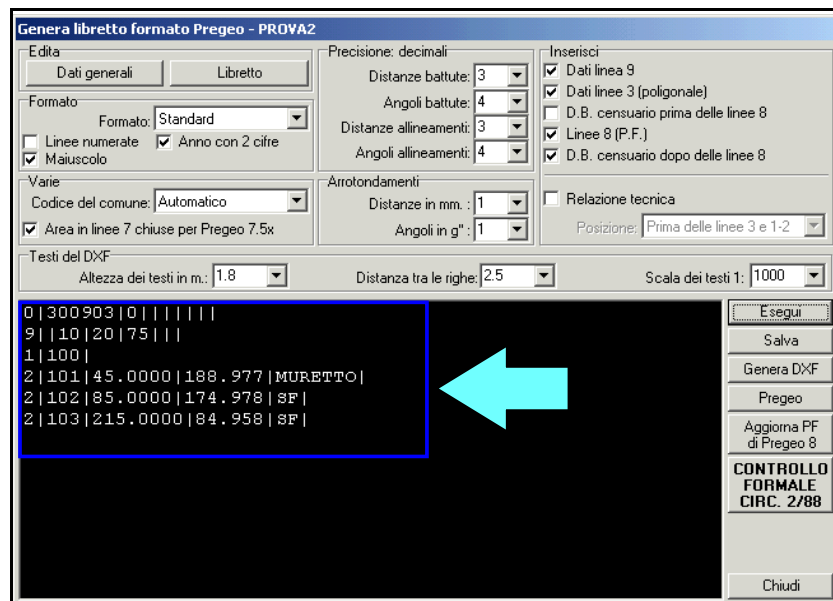 Genera libretto formato Pregeo - PROVA2
Edita
Dati generali
Libretto
Formato
Formato: Standard
Linee numerate
Anno con 2 cifre
Maiuscolo
Varie
Codice del comune: Automatico
Area in linee 7 chiuse per Pregeo 7.5x
Precisione: decimali
Distanze battute: 3
Angoli battute: 4
Distanze allineamenti: 3
Angoli allineamenti: 4
Arrotondamenti
Distanze in mm. : 1
Angoli in g" : 1
Inserisci
Dati linea 9
Dati linee 3 (poligonale)
D.B. censuario prima delle linee 8
Linee 8 (P.F.)
D.B. censuario dopo delle linee 8
Relazione tecnica
Posizione: Prima delle linee 3 e 1-2
Testi del DXF
Altezza dei testi in m.: 1.8
Distanza tra le righe: 2.5
Scala dei testi 1: 1000
0|300903|0|||||||
9||10|20|75|||
1|100|
2|101|45.0000|188.977|MURETTO|
2|102|85.0000|174.978|SF|
2|103|215.0000|84.958|SF|
Esegui
Salva
Genera DXF
Pregeo
Aggiorna PF
di Pregeo 8
CONTROLLO
FORMALE
CIRC. 2/88
Chiudi